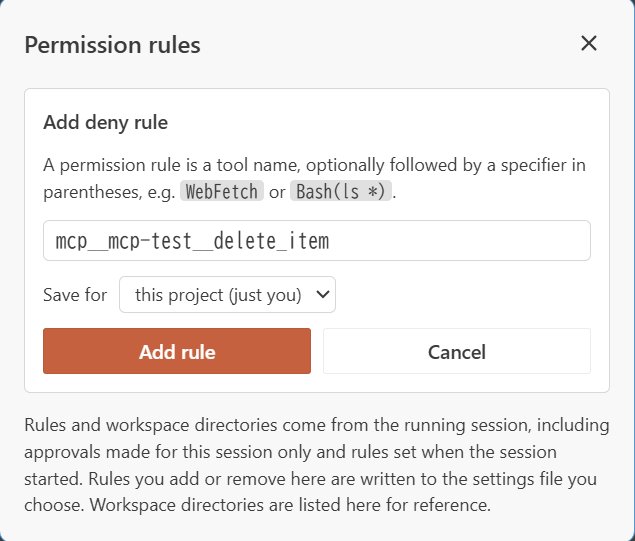 Permission rules
Add deny rule
A permission rule is a tool name, optionally followed by a specifier in
parentheses, e.g. WebFetch or Bash(ls *).
mcp__mcp-test__delete_item
Save for this project (just you)
Add rule Cancel
Rules and workspace directories come from the running session, including
approvals made for this session only and rules set when the session
started. Rules you add or remove here are written to the settings file you
choose. Workspace directories are listed here for reference.